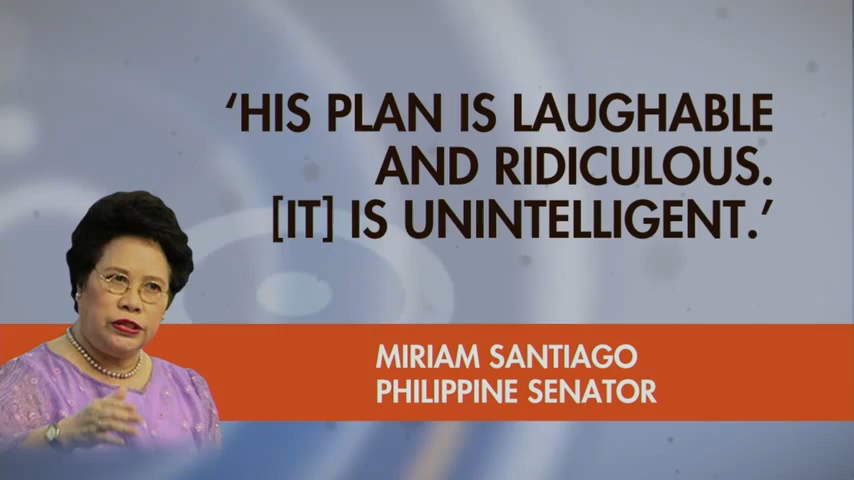 ‘HIS PLAN IS LAUGHABLE
AND RIDICULOUS.
[IT] IS UNINTELLIGENT.’
MIRIAM SANTIAGO
PHILIPPINE SENATOR